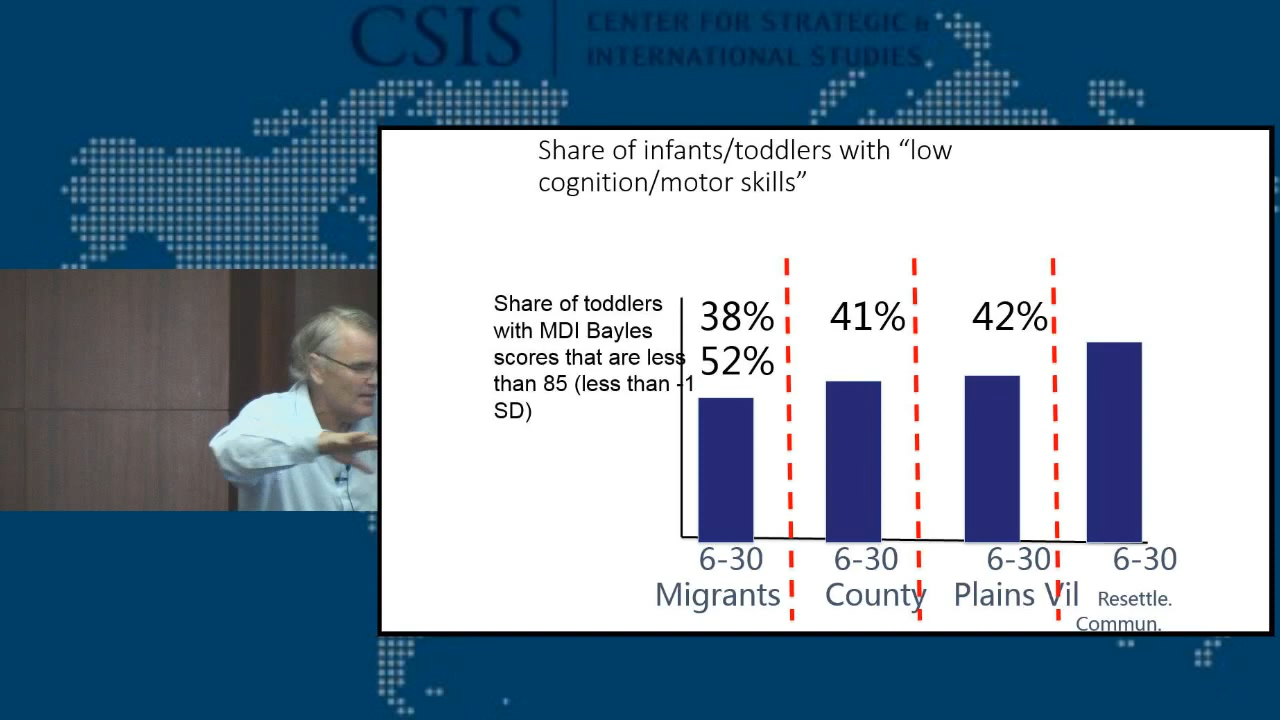 CSIS
CENTER FOR STRATEGIC &
INTERNATIONAL STUDIES
Share of infants/toddlers with “low
cognition/motor skills”
Share of toddlers
with MDI Bayles
scores that are less
than 85 (less than -1
SD)
38% 41% 42%
52%
6-30 6-30 6-30 6-30
Migrants County Plains Vil Resettle.
Commun.